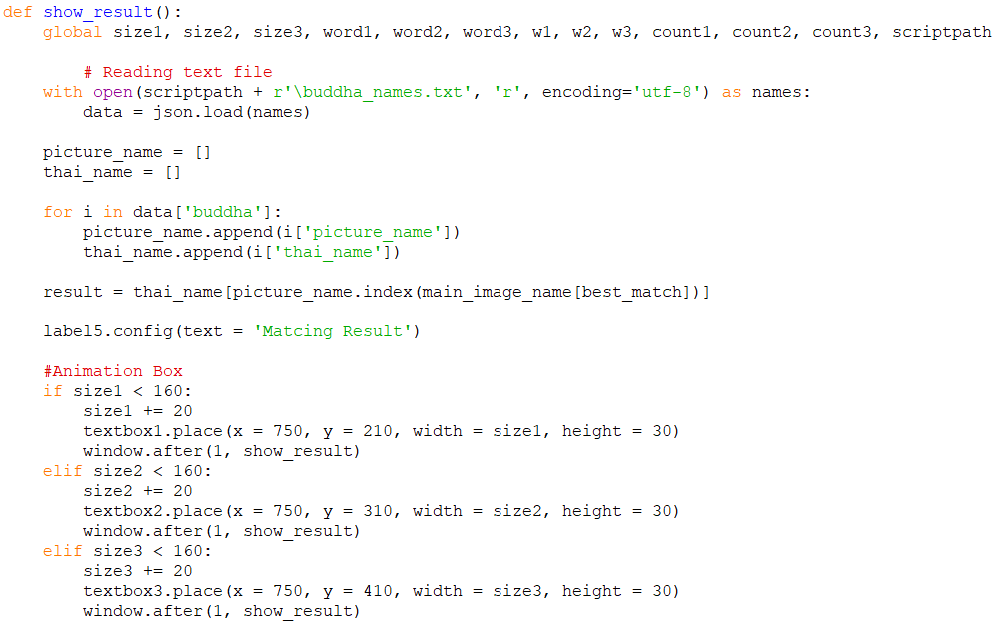 def show_result():
    global size1, size2, size3, word1, word2, word3, w1, w2, w3, count1, count2, count3, scriptpath

        # Reading text file
    with open(scriptpath + r'\buddha_names.txt', 'r', encoding='utf-8') as names:
        data = json.load(names)

    picture_name = []
    thai_name = []

    for i in data['buddha']:
        picture_name.append(i['picture_name'])
        thai_name.append(i['thai_name'])

    result = thai_name[picture_name.index(main_image_name[best_match])]

    label5.config(text = 'Matcing Result')

    #Animation Box
    if size1 < 160:
        size1 += 20
        textbox1.place(x = 750, y = 210, width = size1, height = 30)
        window.after(1, show_result)
    elif size2 < 160:
        size2 += 20
        textbox2.place(x = 750, y = 310, width = size2, height = 30)
        window.after(1, show_result)
    elif size3 < 160:
        size3 += 20
        textbox3.place(x = 750, y = 410, width = size3, height = 30)
        window.after(1, show_result)